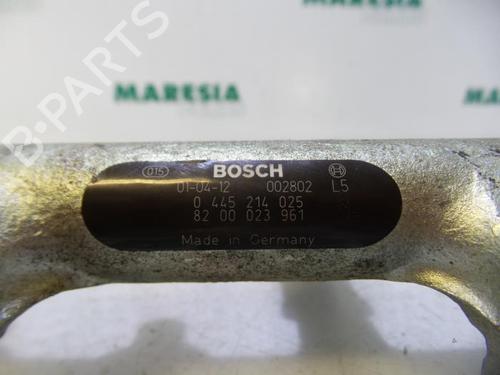 MARESIA
MARESIA
B-PARTS
015 BOSCH
01-04-12 002802 L5
0 445 214 025
82 00 023 961
Made in Germany